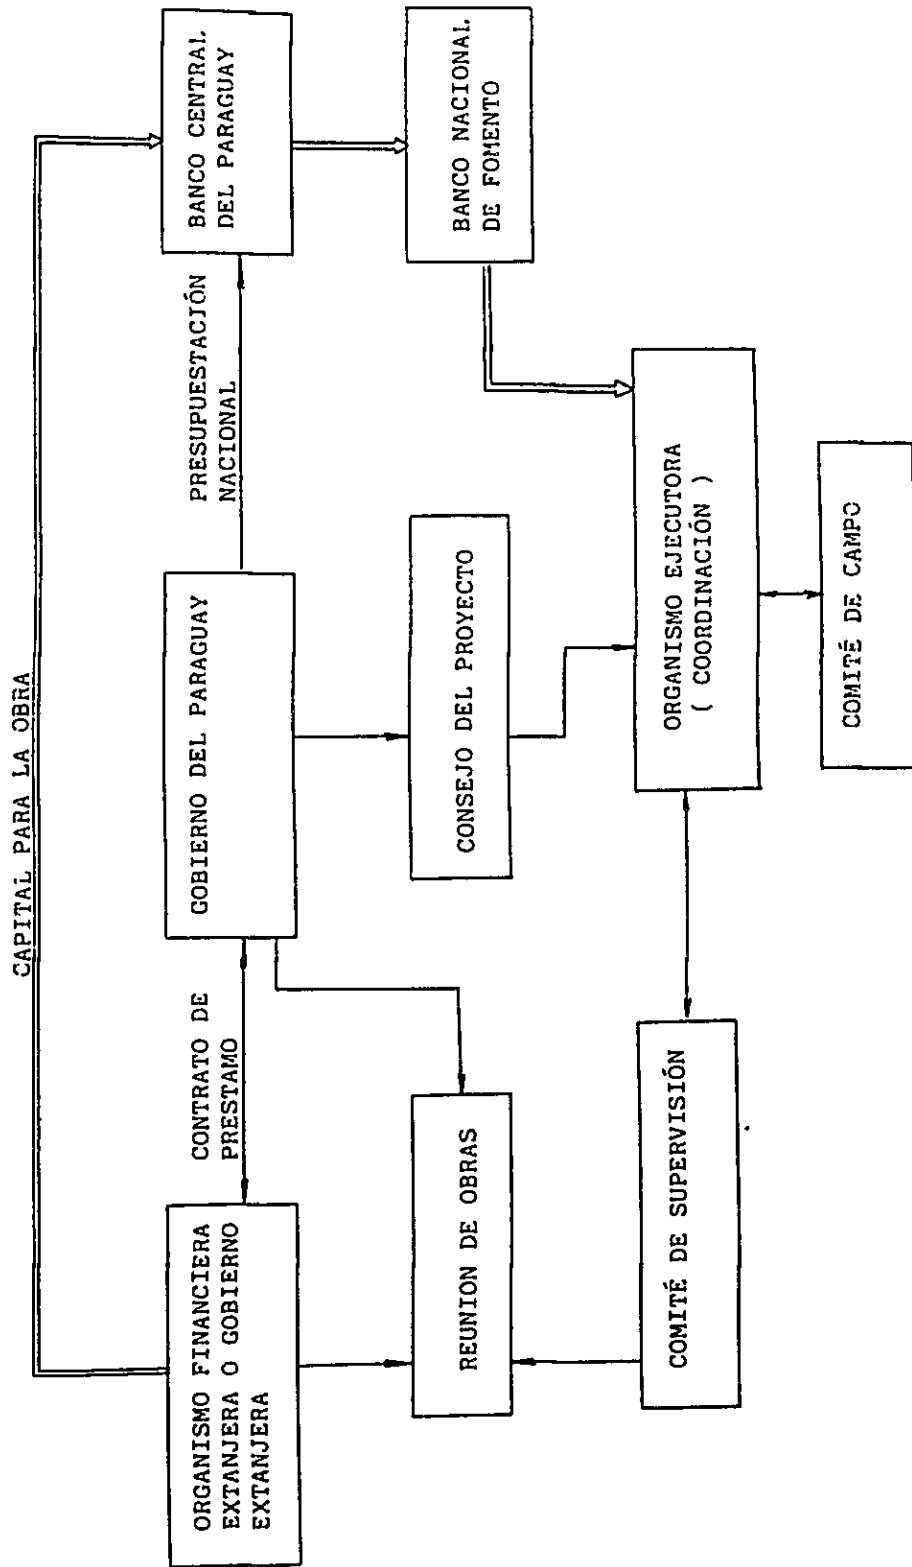 CAPITAL PARA LA OBRA
ORGANISMO FINANCIERA
EXTANJERA O GOBIERNO
EXTANJERA
CONTRATO DE
PRESTAMO
GOBIERNO DEL PARAGUAY
PRESUPUESTACIÓN
NACIONAL
BANCO CENTRAL
DEL PARAGUAY
REUNION DE OBRAS
CONSEJO DEL PROYECTO
BANCO NACIONAL
DE FOMENTO
COMITÉ DE SUPERVISIÓN
ORGANISMO EJECUTORA
( COORDINACIÓN )
COMITÉ DE CAMPO